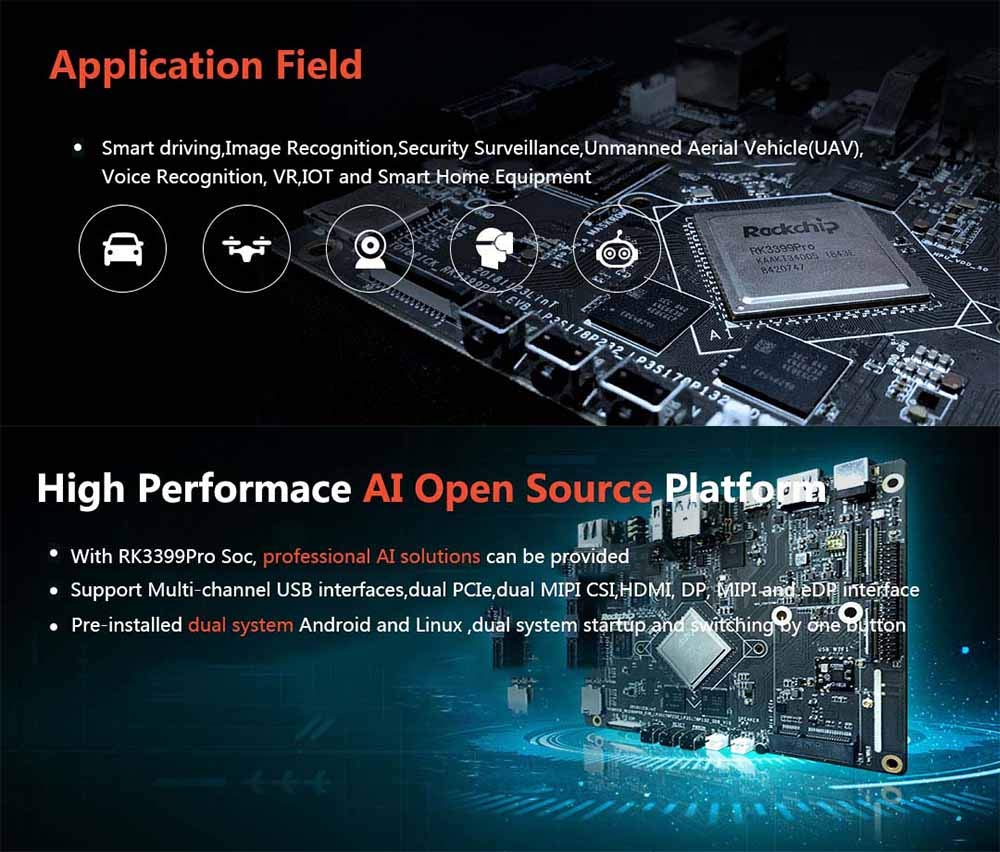 Application Field
• Smart driving,Image Recognition,Security Surveillance,Unmanned Aerial Vehicle(UAV),
Voice Recognition, VR,IOT and Smart Home Equipment
Rockchip
RK3399Pro
8420747
A1
High Performace AI Open Source Platform
• With RK3399Pro Soc, professional AI solutions can be provided
• Support Multi-channel USB interfaces,dual PCIe,dual MIPI CSI,HDMI, DP, MIPI and eDP interface
• Pre-installed dual system Android and Linux ,dual system startup and switching by one button